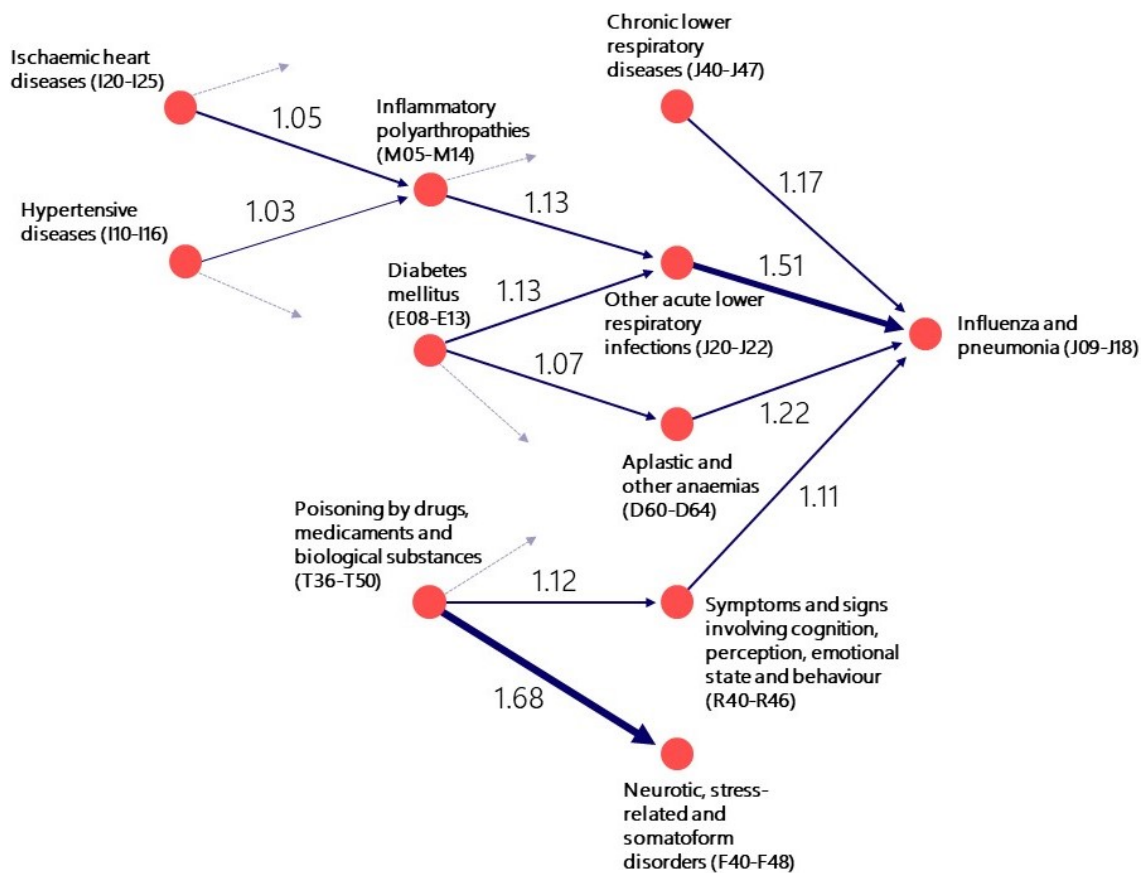 Chronic lower
respiratory
diseases (J40-J47)
Ischaemic heart
diseases (I20-I25)
1.05
Inflammatory
polyarthropathies
(M05-M14)
1.17
Hypertensive
diseases (I10-I16)
1.03
1.13
Diabetes
mellitus
(E08-E13)
1.13
1.51
Other acute lower
respiratory
infections (J20-J22)
Influenza and
pneumonia (J09-J18)
1.07
1.22
Aplastic and
other anaemias
(D60-D64)
1.11
Poisoning by drugs,
medicaments and
biological substances
(T36-T50)
1.12
Symptoms and signs
involving cognition,
perception, emotional
state and behaviour
(R40-R46)
1.68
Neurotic, stress-
related and
somatoform
disorders (F40-F48)